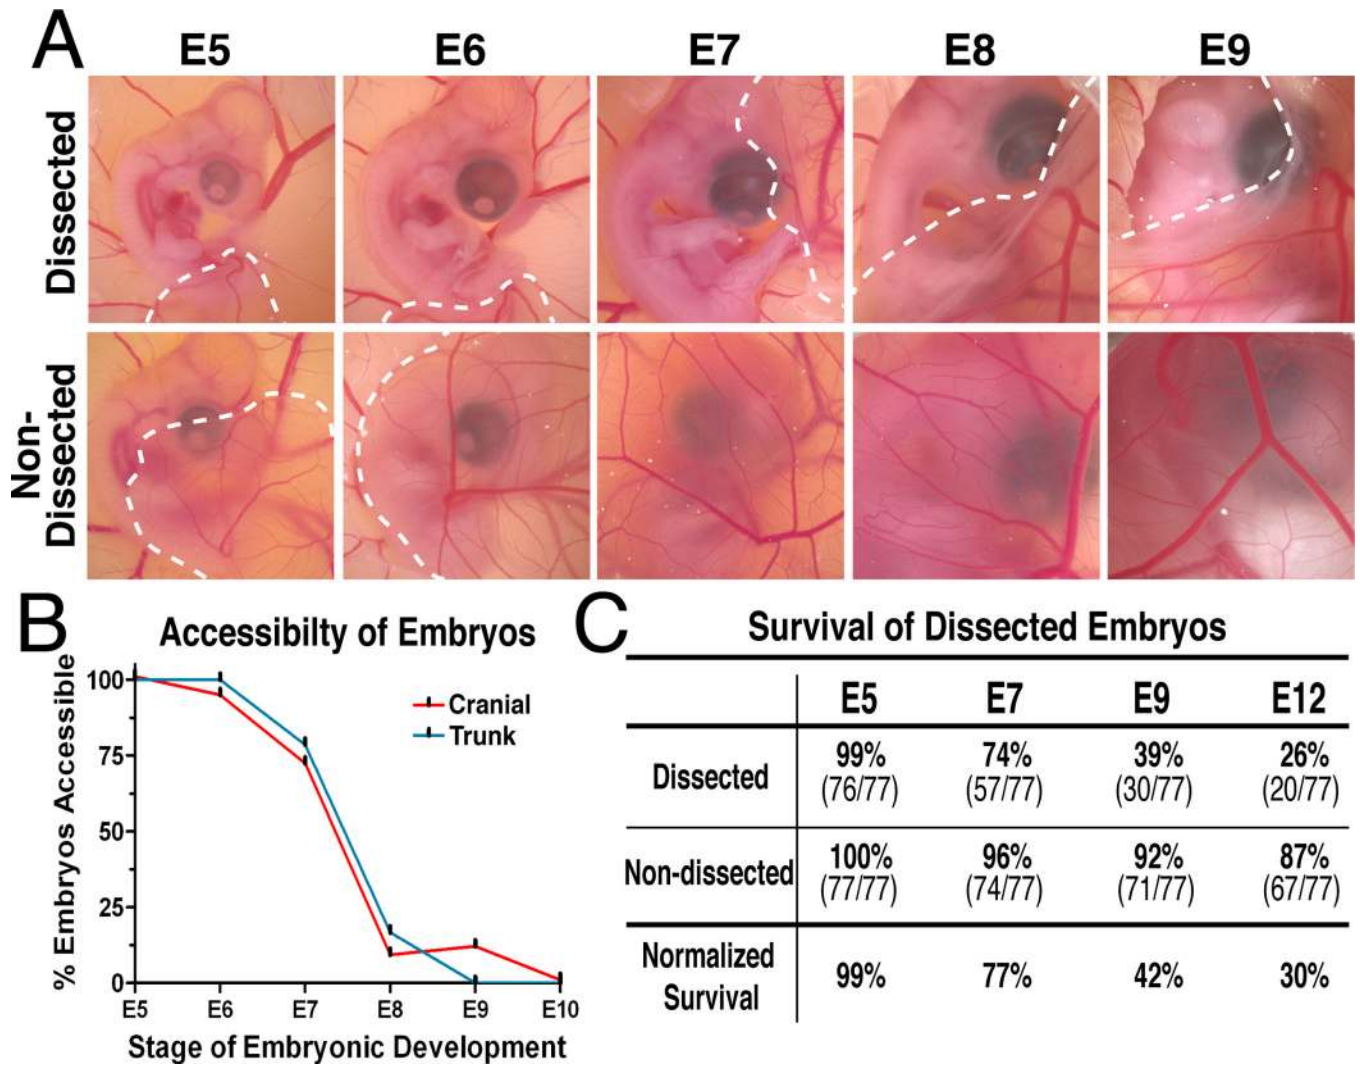 A
E5 E6 E7 E8 E9
Dissected
Non-
Dissected
B
Accessibilty of Embryos
% Embryos Accessible
100
75
50
25
0
Cranial
Trunk
E5 E6 E7 E8 E9 E10
Stage of Embryonic Development
C
Survival of Dissected Embryos
E5 E7 E9 E12
Dissected
99% 74% 39% 26%
(76/77) (57/77) (30/77) (20/77)
Non-dissected
100% 96% 92% 87%
(77/77) (74/77) (71/77) (67/77)
Normalized
Survival
99% 77% 42% 30%